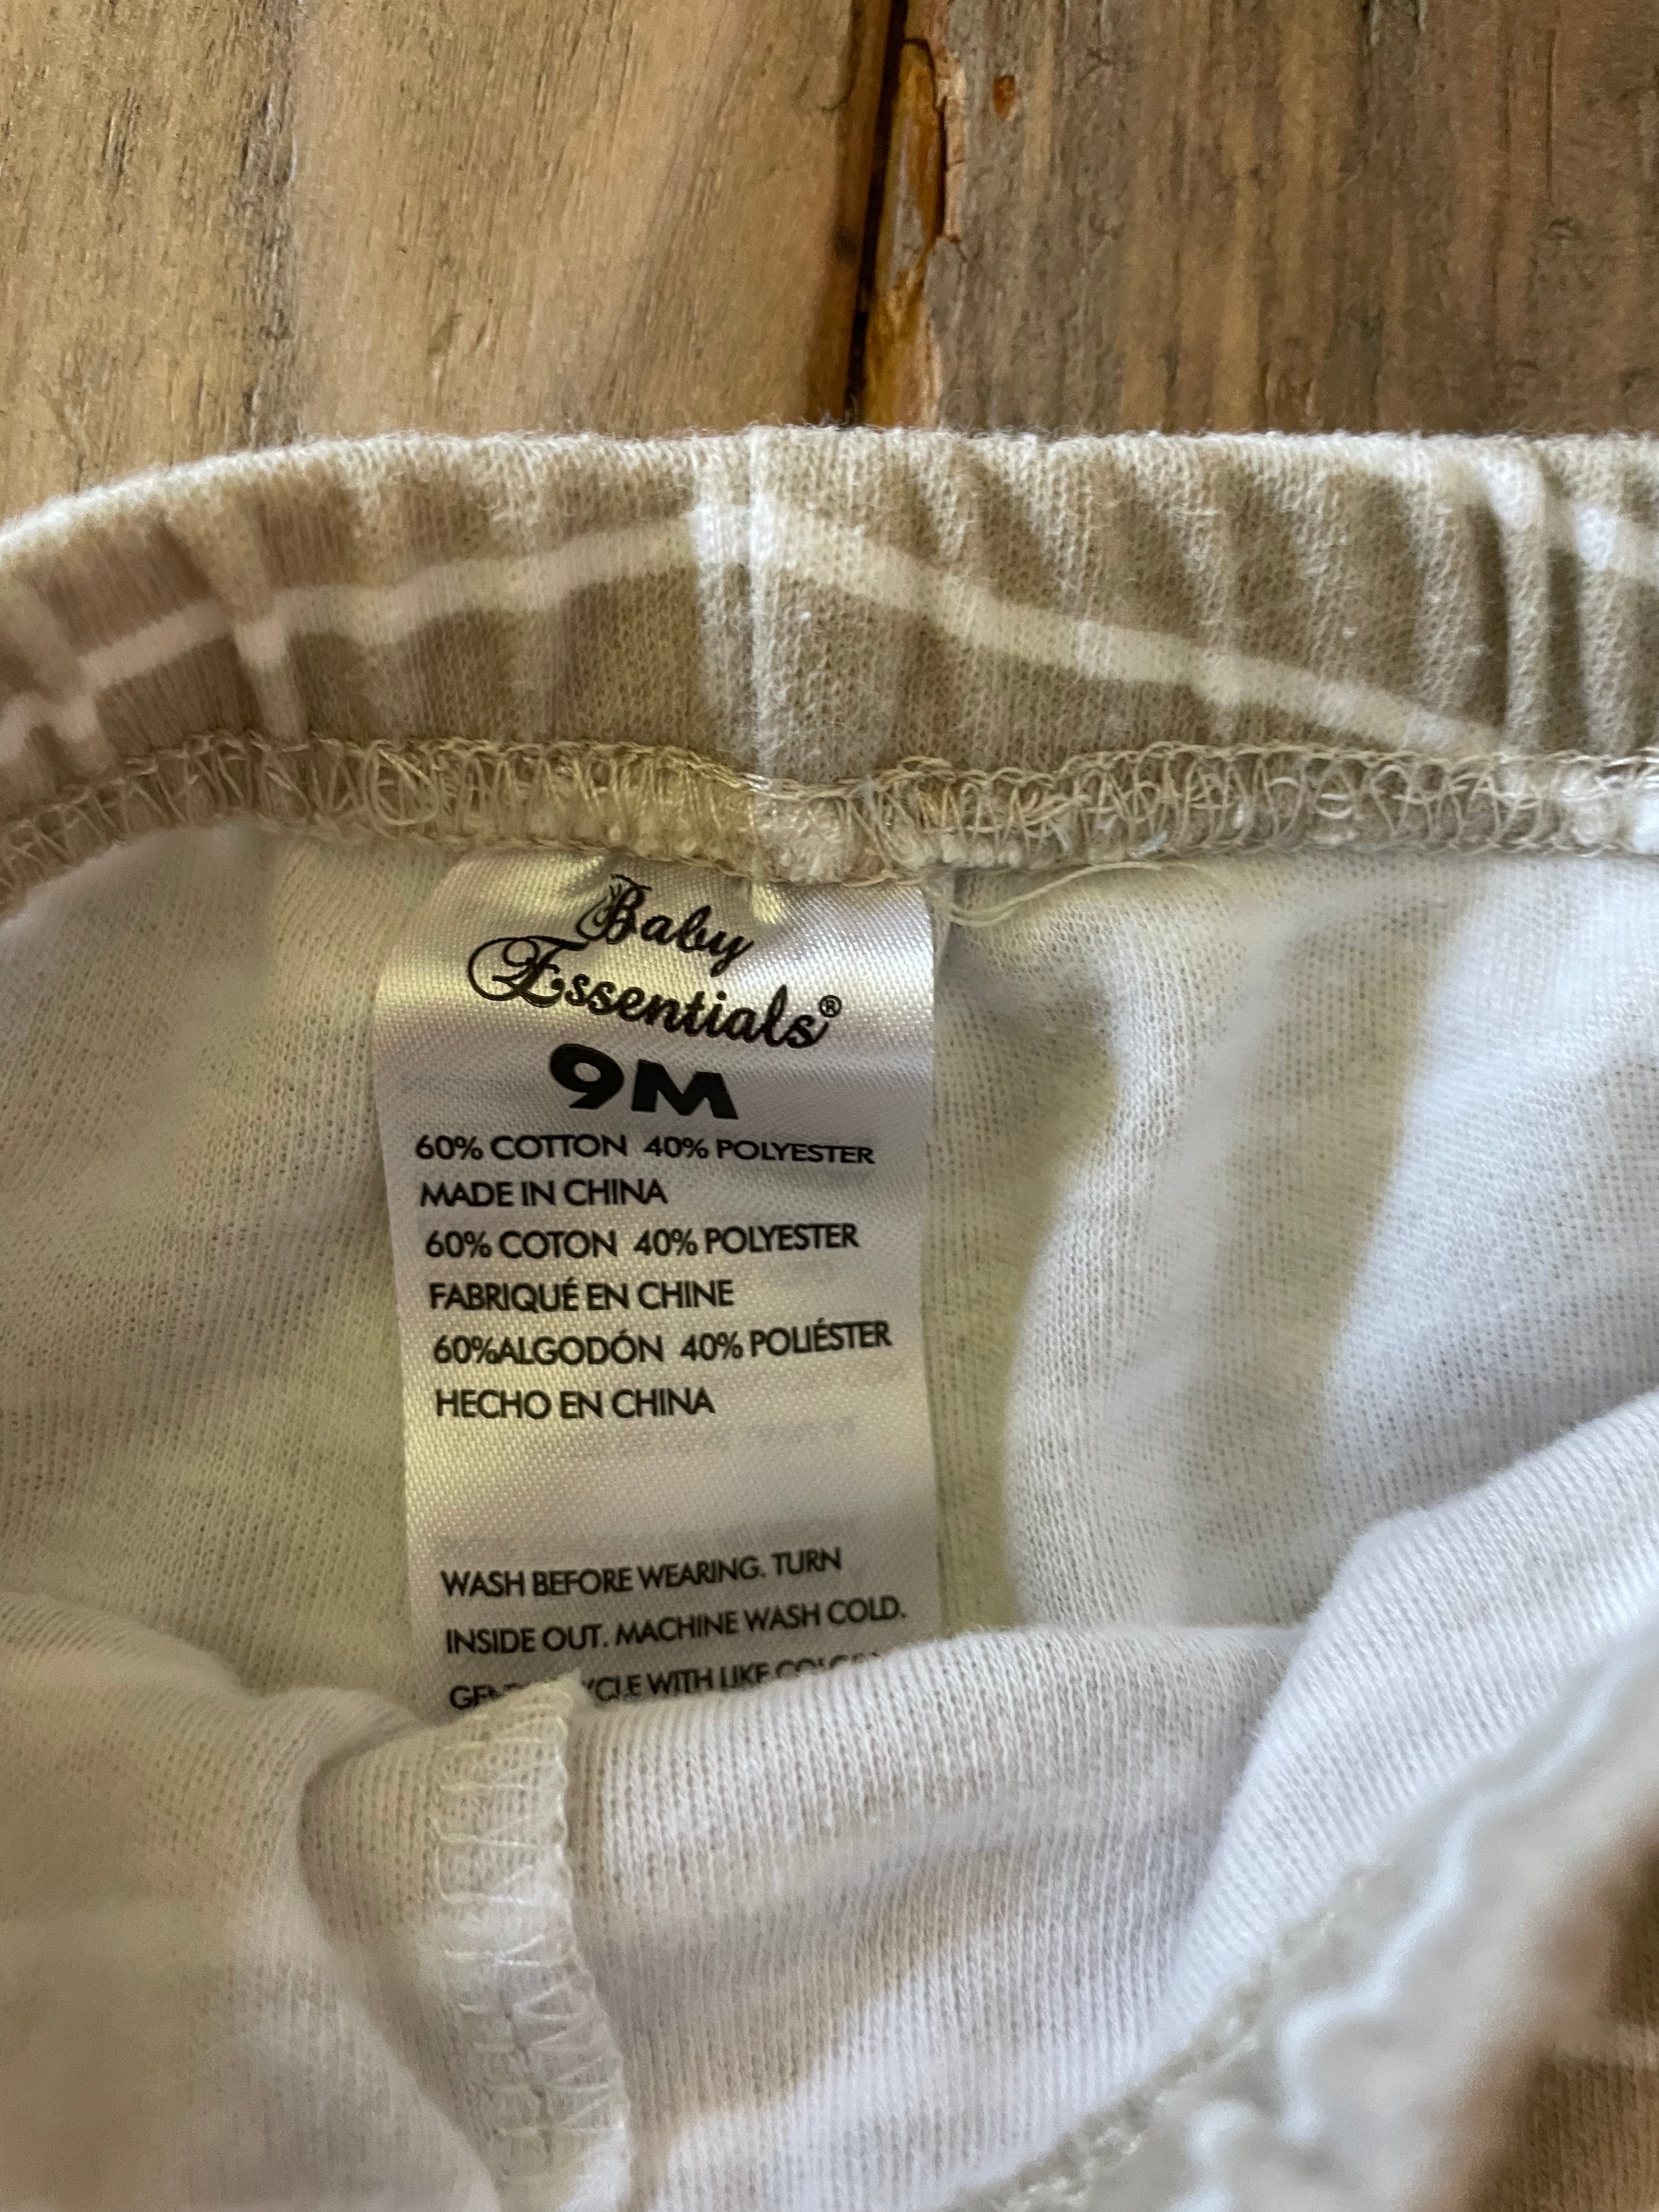 Baby
Essentials®
9M
60% COTTON 40% POLYESTER
MADE IN CHINA
60% COTON 40% POLYESTER
FABRIQUÉ EN CHINE
60%ALGODÓN 40% POLIÉSTER
HECHO EN CHINA
WASH BEFORE WEARING. TURN
INSIDE OUT. MACHINE WASH COLD.
WITH LIKE